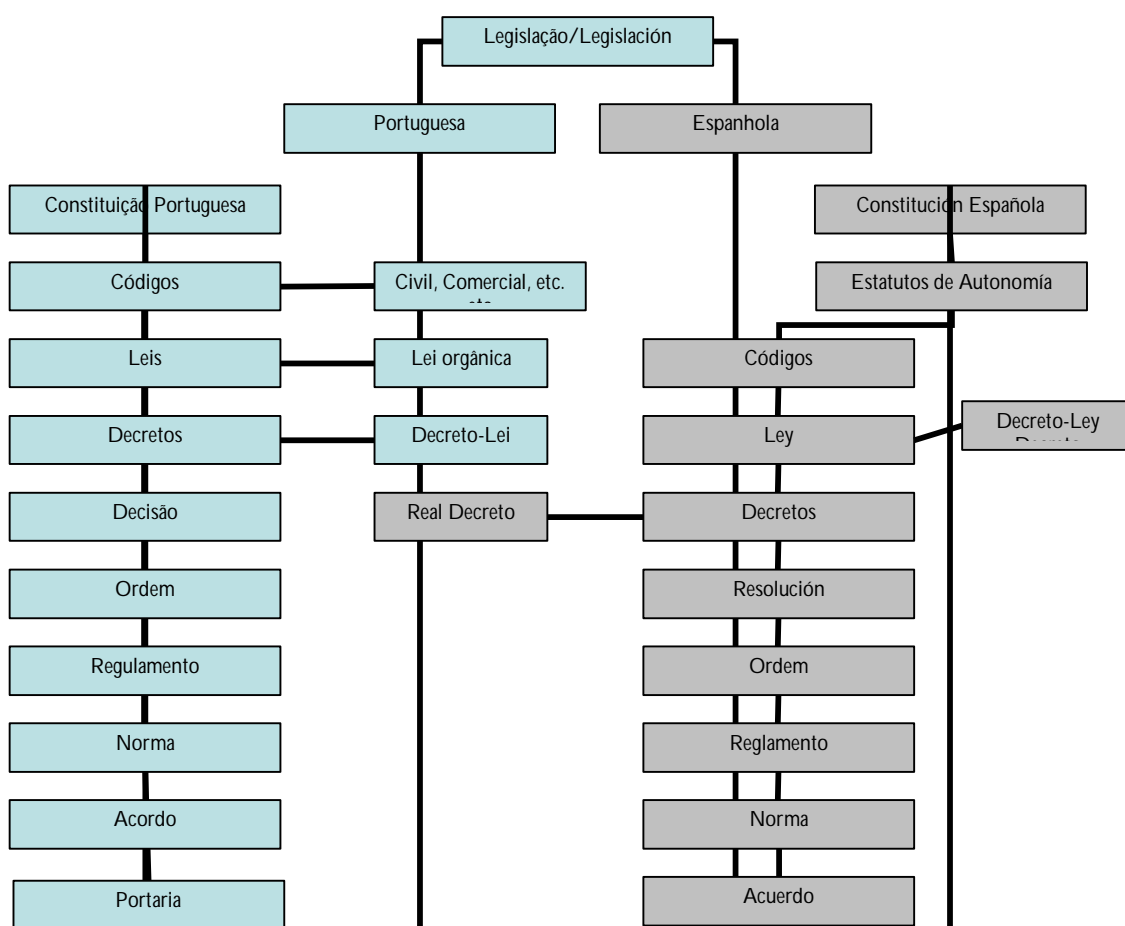 Legislação/Legislación
Portuguesa
Espanhola
Constituição Portuguesa
Constitución Española
Códigos
Civil, Comercial, etc.
Estatutos de Autonomía
Leis
Lei orgânica
Códigos
Decretos
Decreto-Lei
Ley
Decreto-Ley
Decisão
Real Decreto
Decretos
Ordem
Resolución
Regulamento
Ordem
Norma
Reglamento
Acordo
Norma
Portaria
Acuerdo